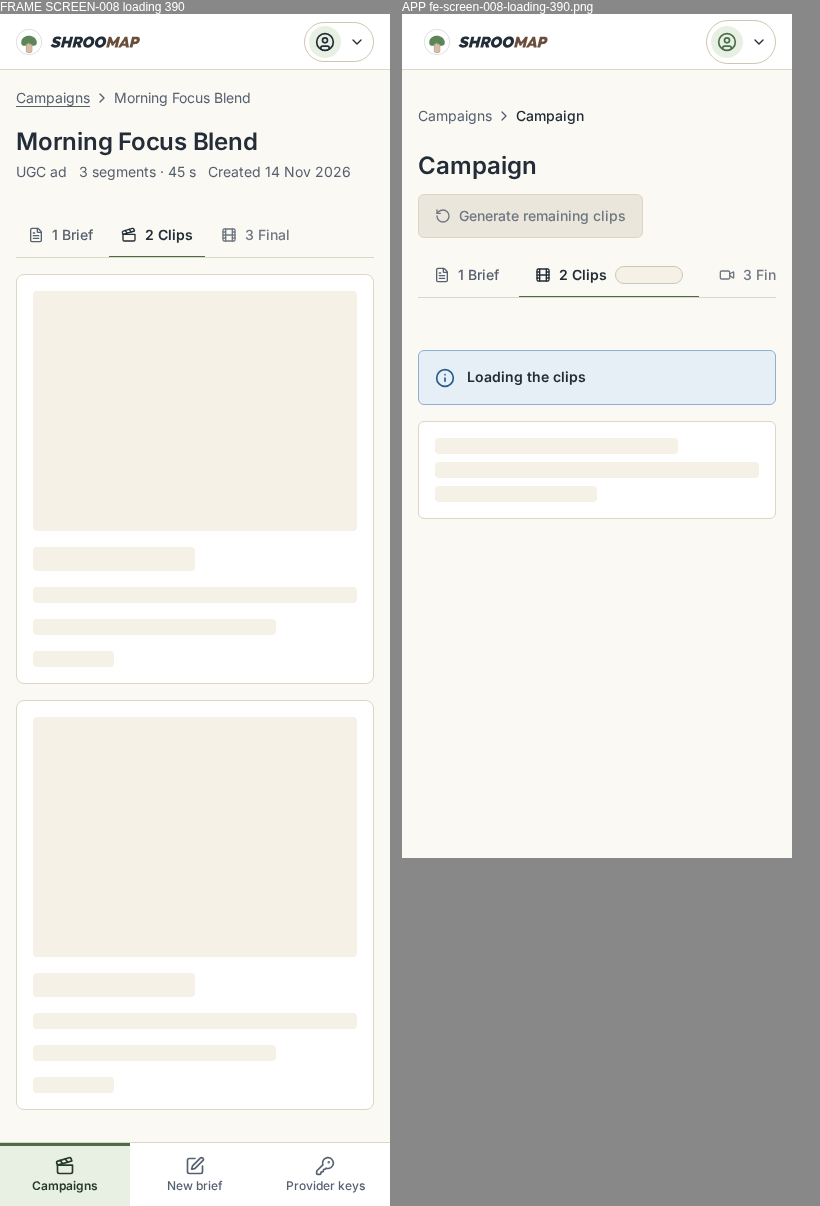 FRAME SCREEN-008 loading 390
SHROOMAP
Campaigns > Morning Focus Blend
Morning Focus Blend
UGC ad 3 segments · 45 s Created 14 Nov 2026
1 Brief 2 Clips 3 Final
Campaigns New brief Provider keys
APP fe-screen-008-loading-390.png
SHROOMAP
Campaigns > Campaign
Campaign
Generate remaining clips
1 Brief 2 Clips 3 Fin
Loading the clips